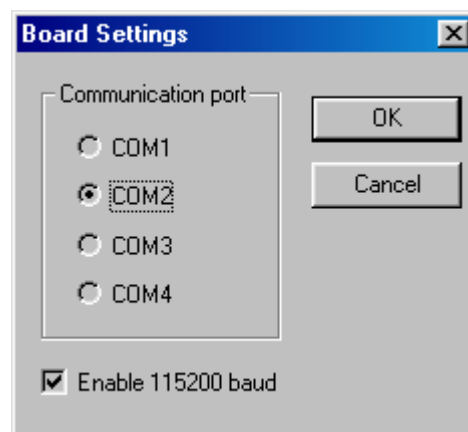 Board Settings
Communication port
COM1
COM2
COM3
COM4
OK
Cancel
Enable 115200 baud